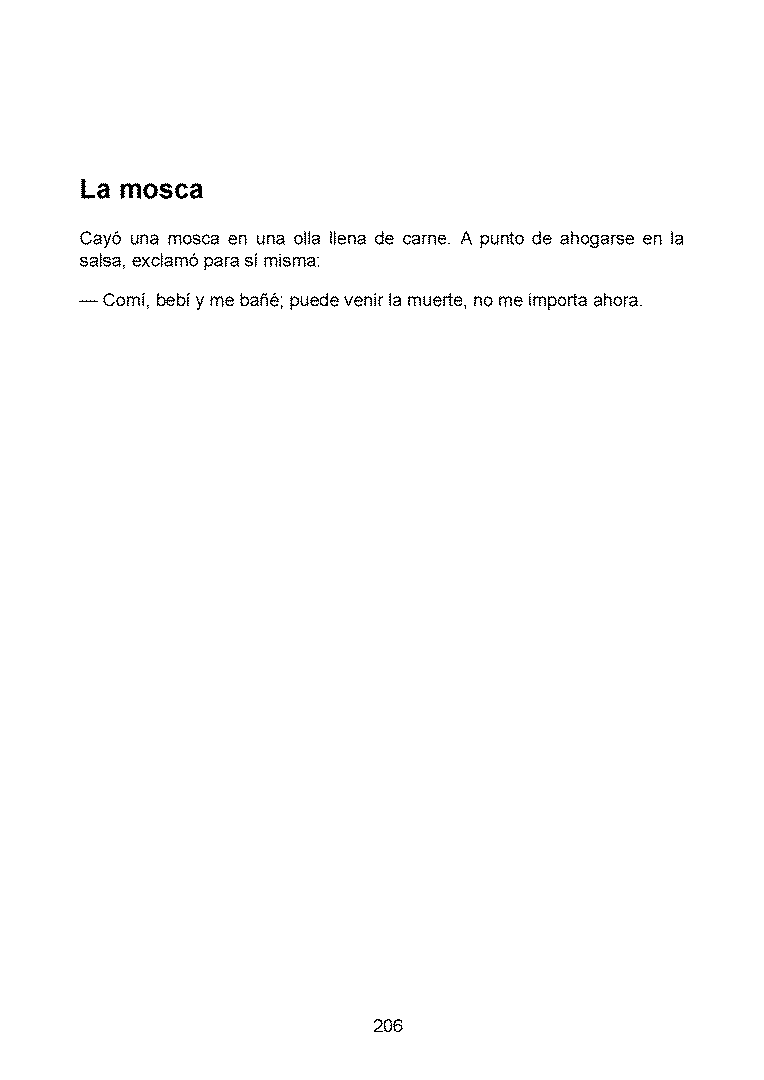 La mosca
Cayó una mosca en una olla llena de carne. A punto de ahogarse en la
salsa, exclamó para sí misma:
— Comí, bebí y me bañé; puede venir la muerte, no me importa ahora.
206